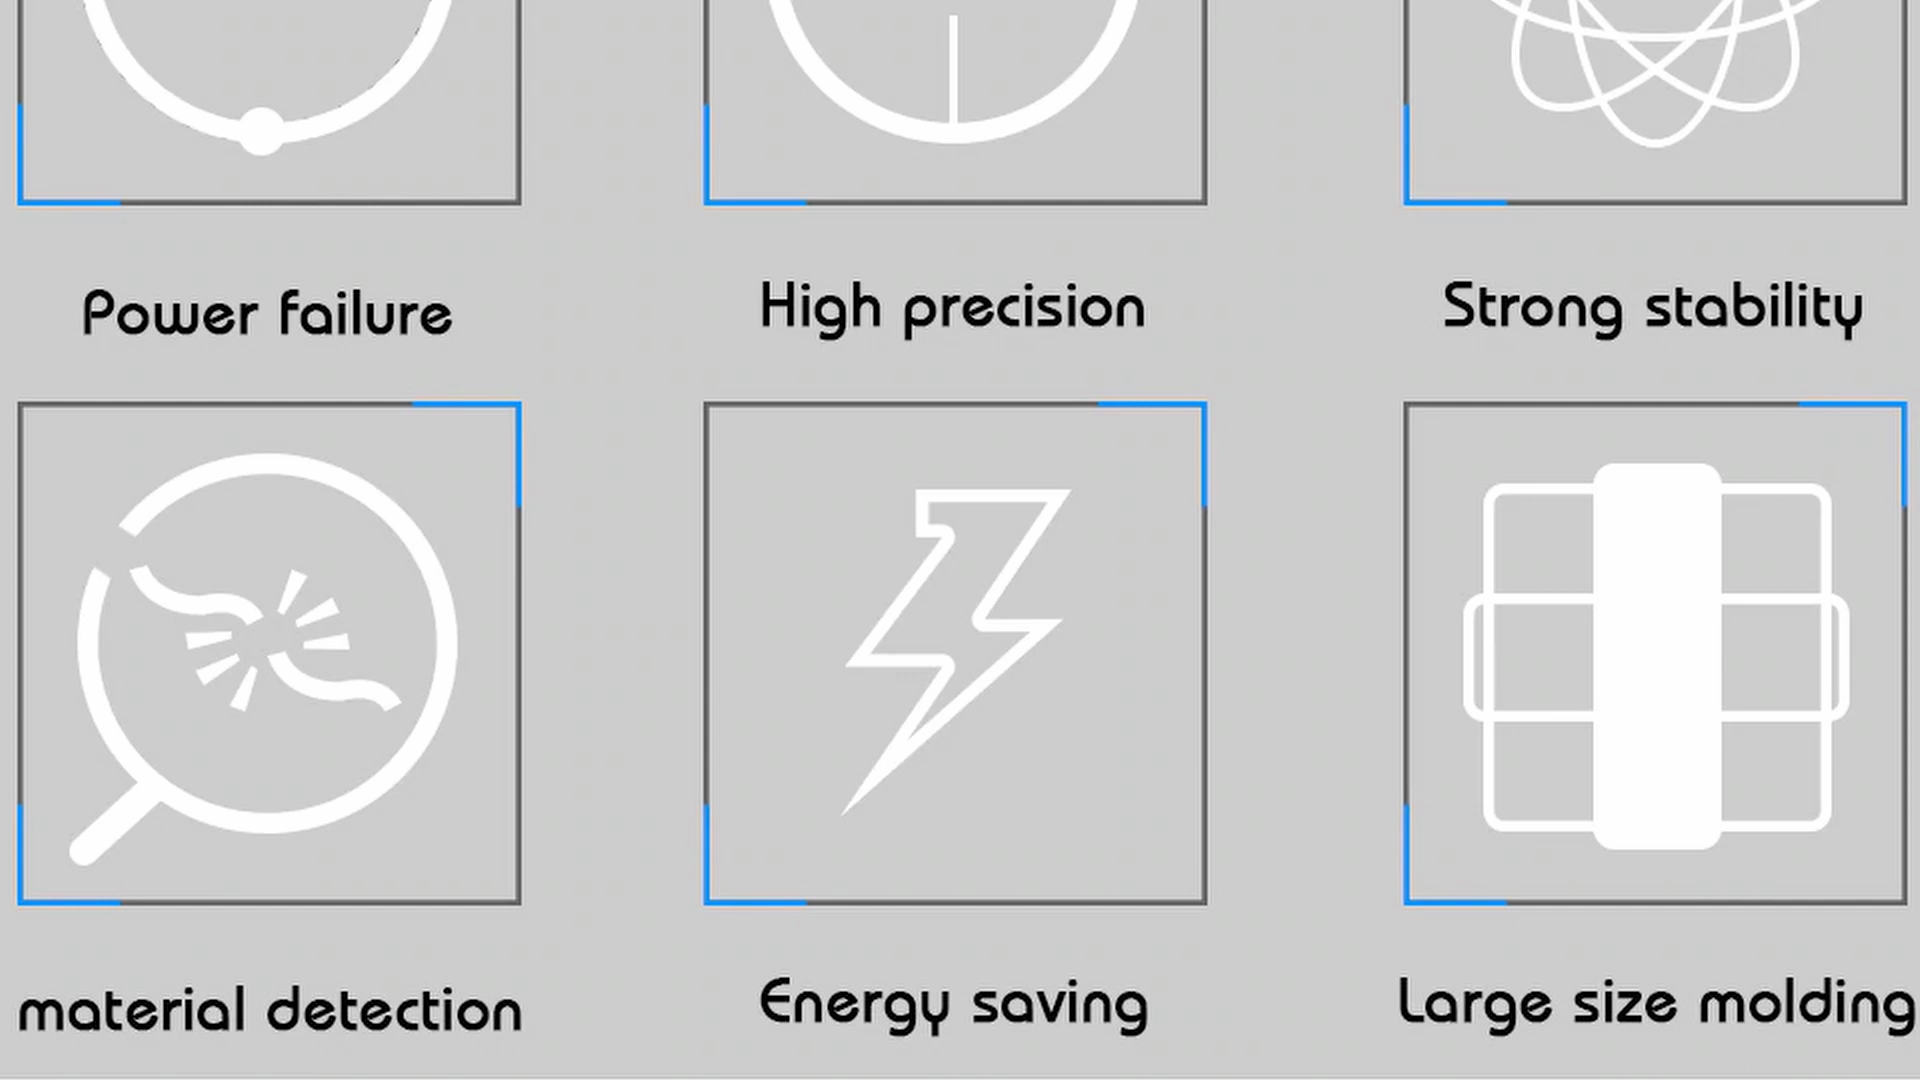 Power failure
High precision
Strong stability
material detection
Energy saving
Large size molding